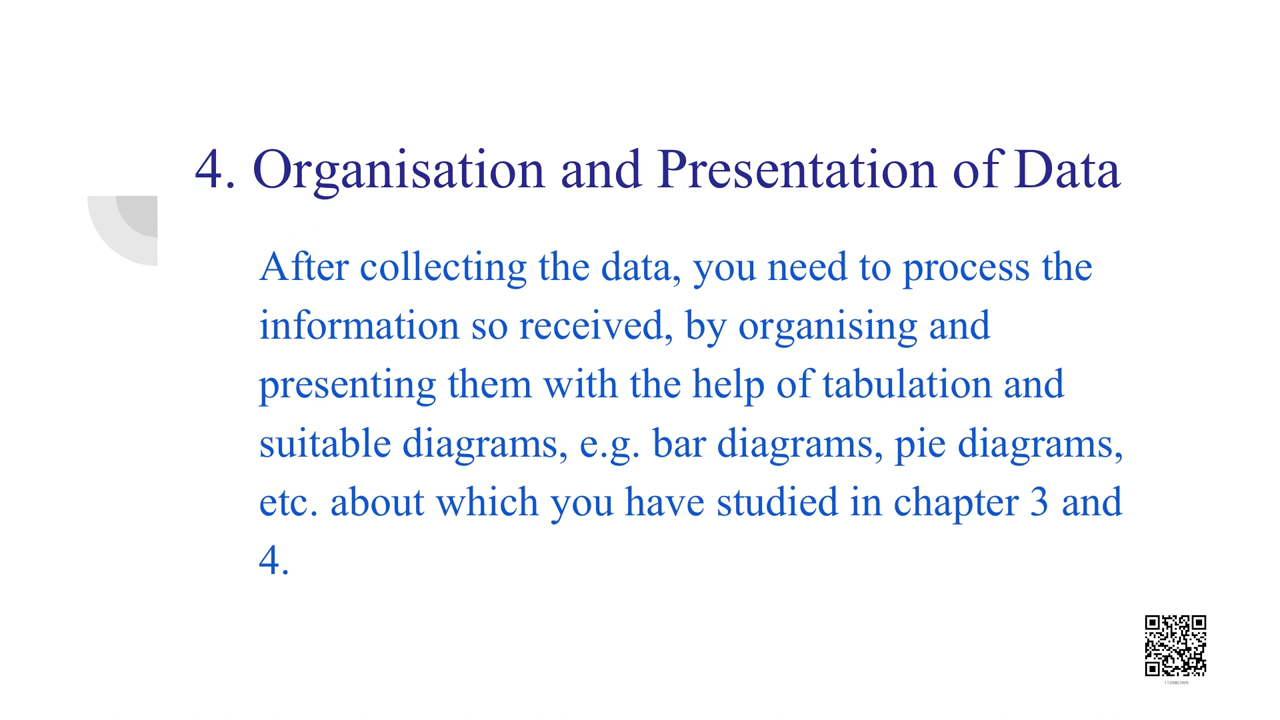 4. Organisation and Presentation of Data
After collecting the data, you need to process the
information so received, by organising and
presenting them with the help of tabulation and
suitable diagrams, e.g. bar diagrams, pie diagrams,
etc. about which you have studied in chapter 3 and
4.